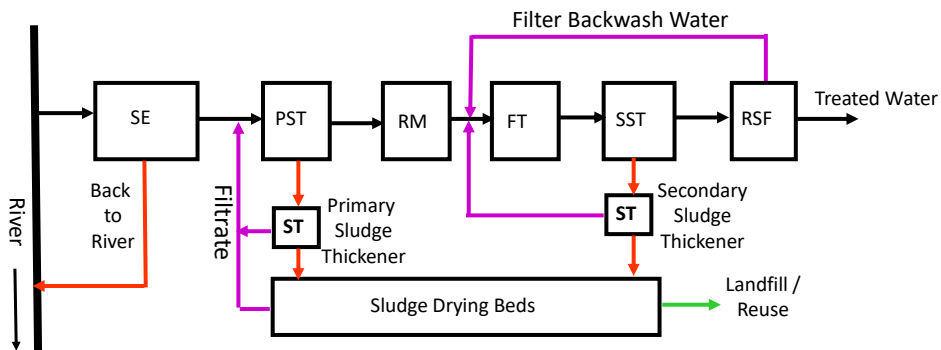 Filter Backwash Water
SE
PST
RM
FT
SST
RSF
Treated Water
Back
to
River
River
Filtrate
ST
Primary
Sludge
Thickener
ST
Secondary
Sludge
Thickener
Sludge Drying Beds
Landfill /
Reuse